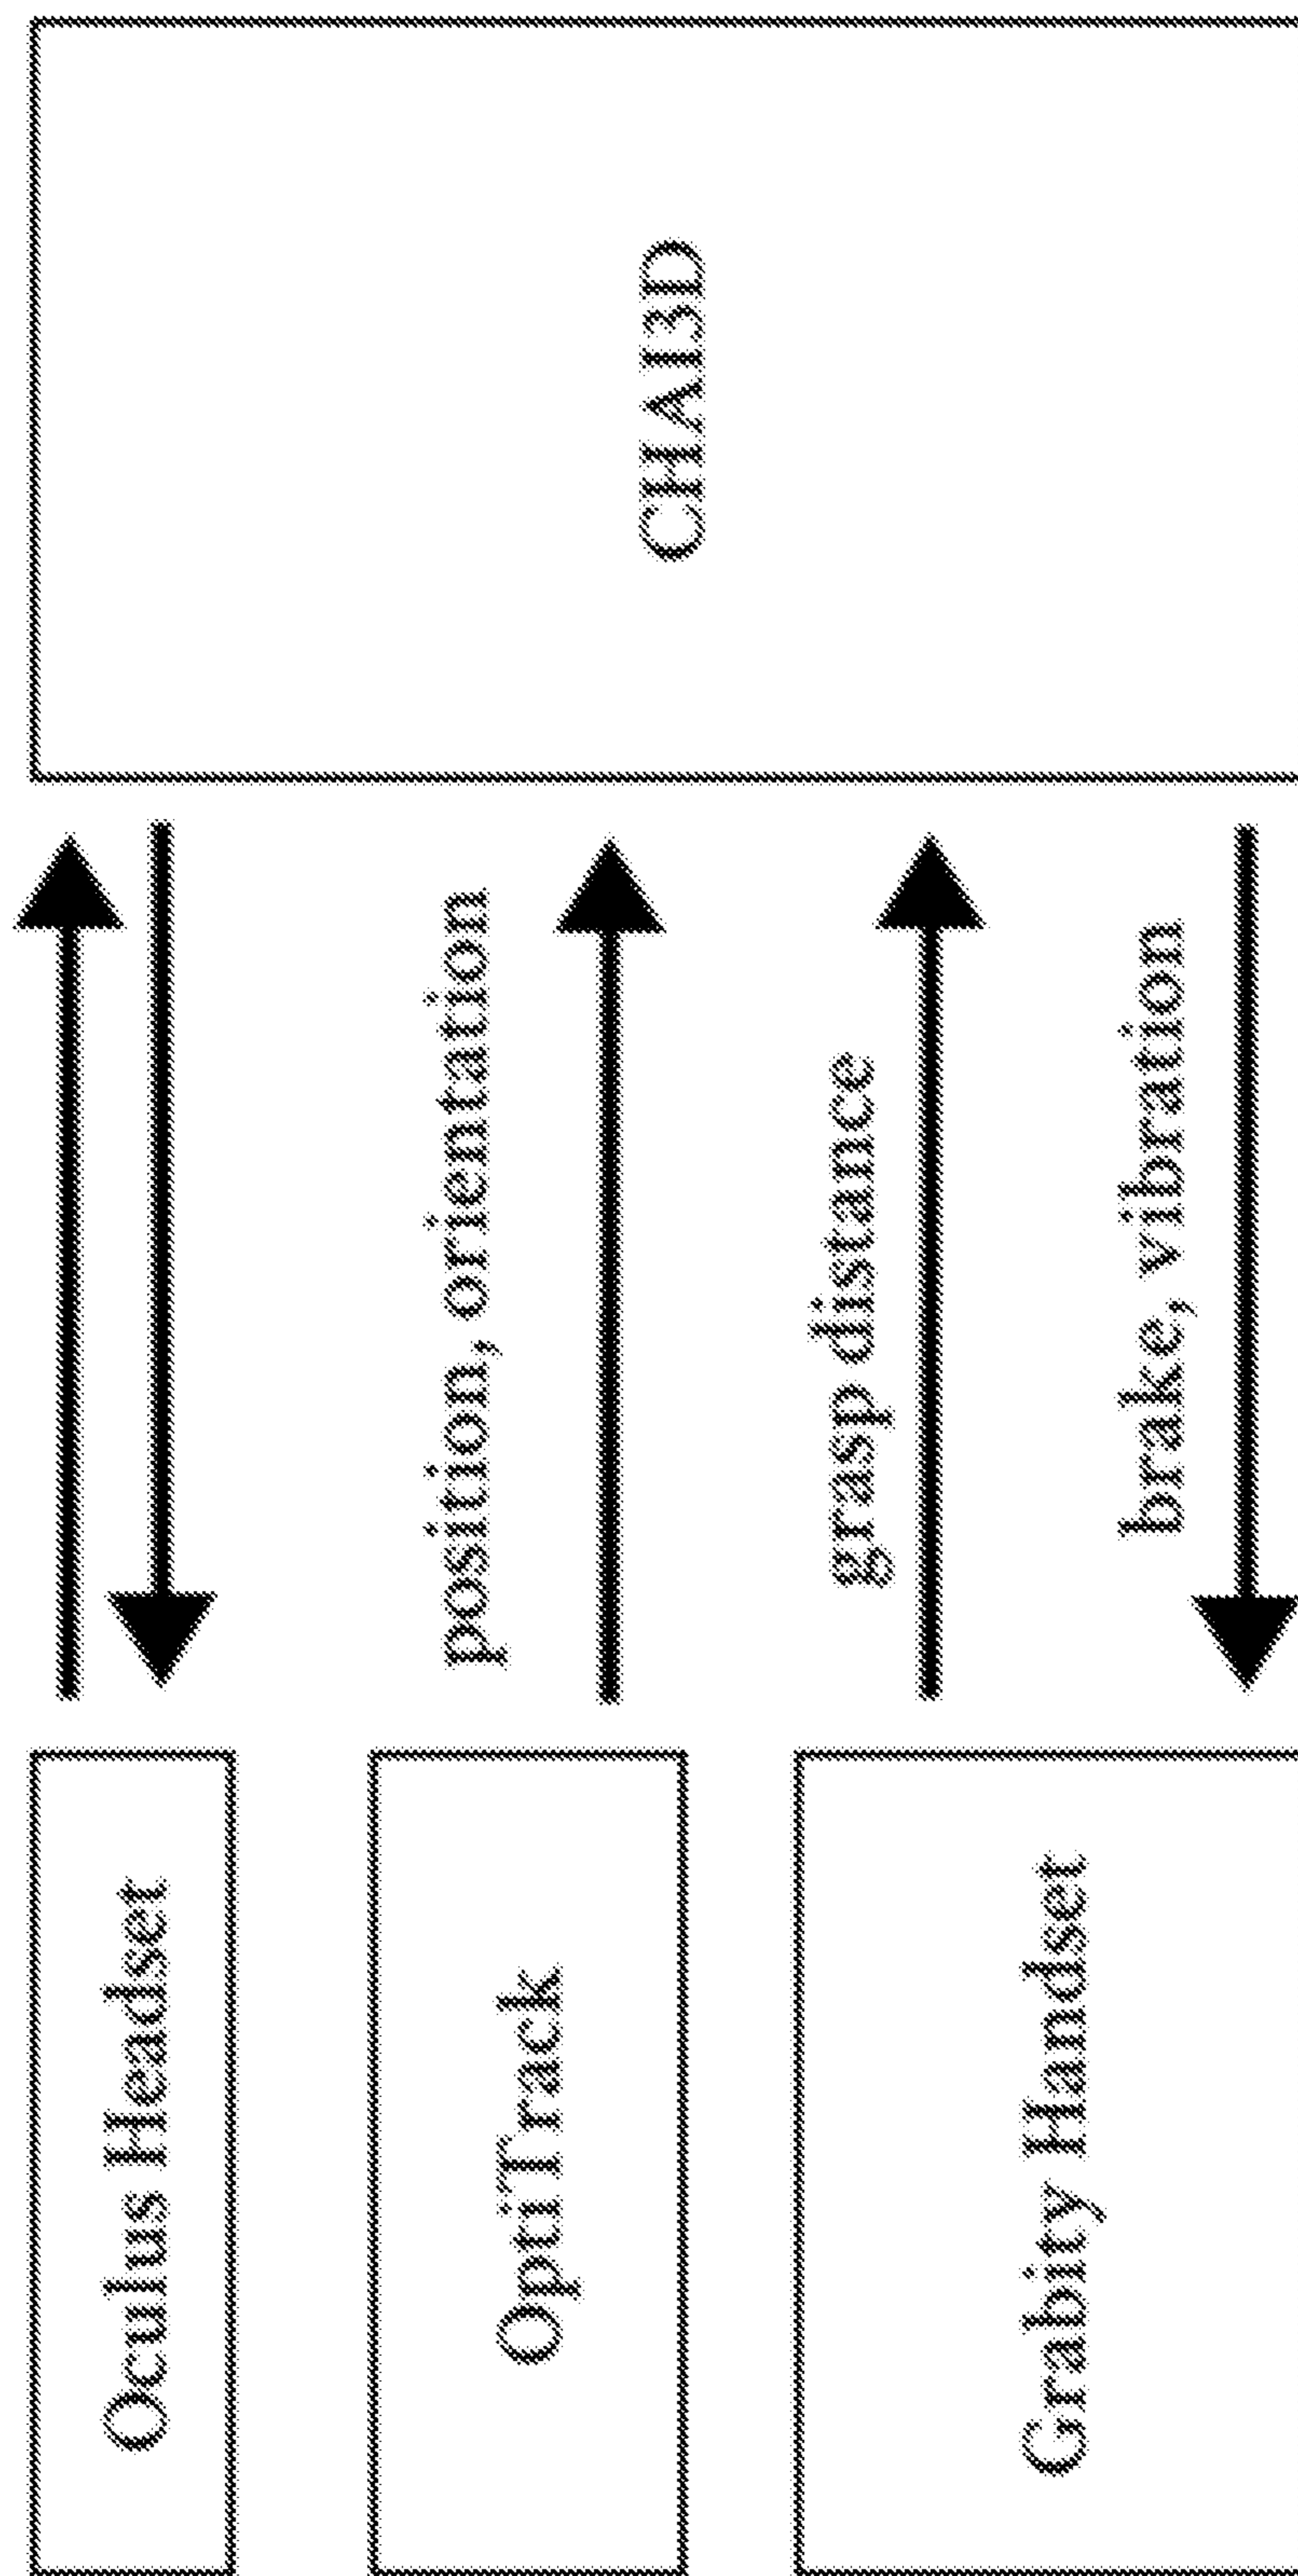 Oculus Headset
OptiTrack
position, orientation
Grabity Handset
grasp distance
brake, vibration
CHAI3D